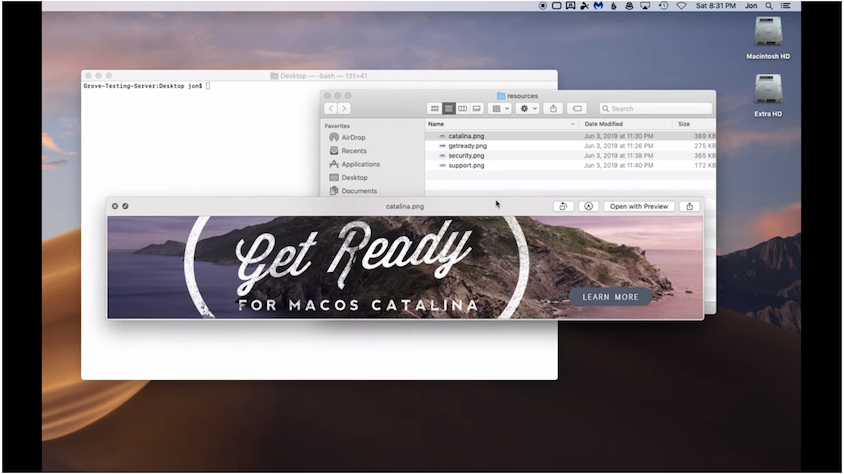 Sat 8:31 PM Jon
Macintosh HD
Extra HD
Desktop — -bash — 131×41
Grove-Testing-Server:Desktop jon$
resources
Search
Favorites
AirDrop
Recents
Applications
Desktop
Documents
Name Date Modified Size
catalina.png Jun 3, 2019 at 11:30 PM 369 KB
getready.png Jun 3, 2019 at 11:26 PM 275 KB
security.png Jun 3, 2019 at 11:38 PM 365 KB
support.png Jun 3, 2019 at 11:40 PM 172 KB
catalina.png
Open with Preview
Get Ready
FOR MACOS CATALINA
LEARN MORE